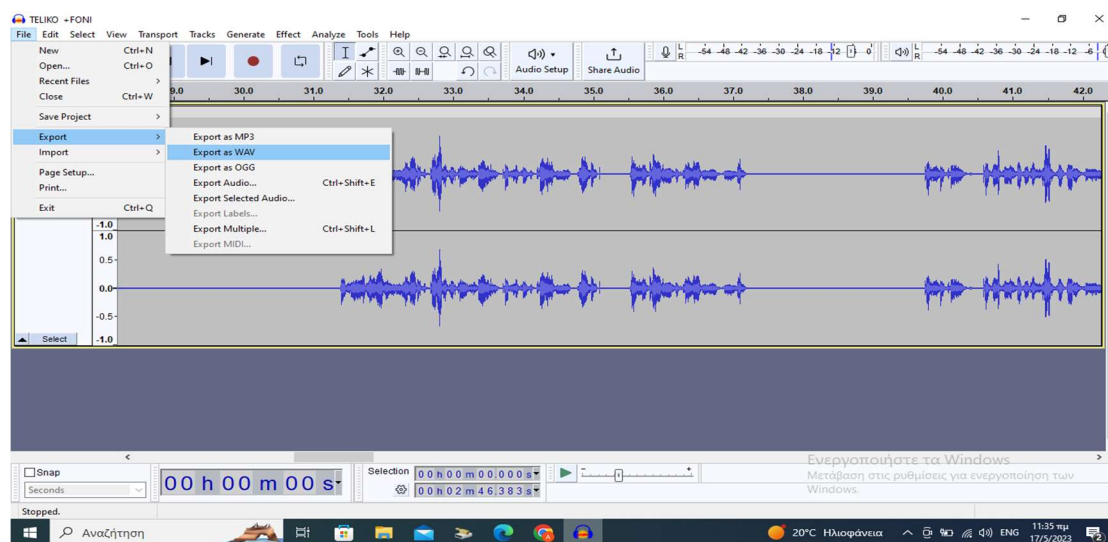 TELIKO +FONI
File Edit Select View Transport Tracks Generate Effect Analyze Tools Help
New Ctrl+N
Open... Ctrl+O
Recent Files >
Close Ctrl+W
Save Project >
Export >
Import >
Page Setup...
Print...
Exit Ctrl+Q
Export as MP3
Export as WAV
Export as OGG
Export Audio... Ctrl+Shift+E
Export Selected Audio...
Export Labels...
Export Multiple... Ctrl+Shift+L
Export MIDI...
Audio Setup
Share Audio
L R -54 -48 -42 -36 -30 -24 -18 -12 0
L R -54 -48 -42 -36 -30 -24 -18 -12 -6
9.0 30.0 31.0 32.0 33.0 34.0 35.0 36.0 37.0 38.0 39.0 40.0 41.0 42.0
-1.0
1.0
0.5
0.0
-0.5
-1.0
Select
Snap
Seconds
00 h 00 m 00 s
Selection
00 h 00 m 00.000 s
00 h 02 m 46.383 s
Ενεργοποιήστε τα Windows
Μετάβαση στις ρυθμίσεις για ενεργοποίηση των
Windows.
Stopped.
Αναζήτηση
20°C Ηλιοφάνεια
ENG
11:35 πμ
17/5/2023
2